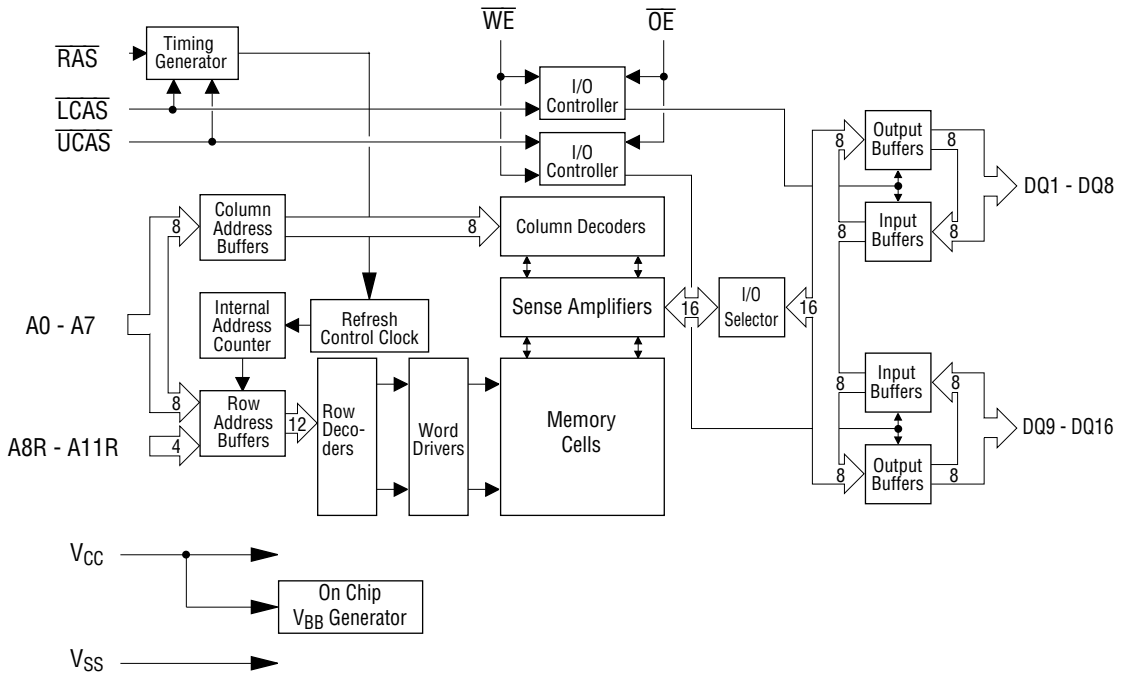 WE
OE
RAS
Timing
Generator
LCAS
UCAS
I/O
Controller
I/O
Controller
8
Output
Buffers
8
DQ1 - DQ8
8
Input
Buffers
8
8
Column
Address
Buffers
8
Column Decoders
A0 - A7
Internal
Address
Counter
Refresh
Control Clock
Sense Amplifiers
16
I/O
Selector
16
8
Row
Address
Buffers
12
Row
Deco-
ders
Word
Drivers
Memory
Cells
8
Input
Buffers
8
A8R - A11R
4
DQ9 - DQ16
8
Output
Buffers
8
VCC
On Chip
VBB Generator
VSS